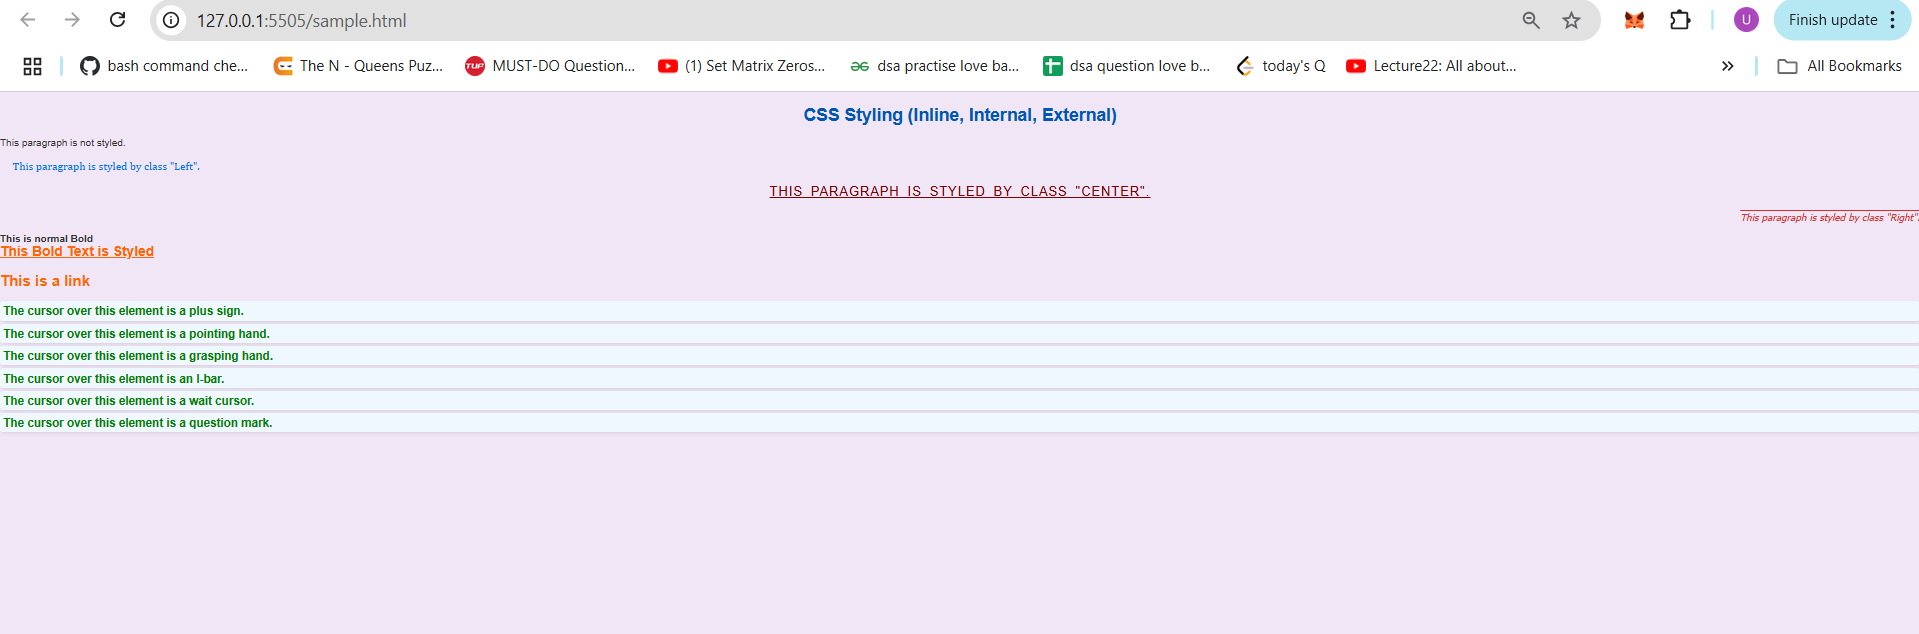 127.0.0.1:5505/sample.html
U
Finish update
bash command che...
The N - Queens Puz...
TUF
MUST-DO Question...
(1) Set Matrix Zeros...
dsa practise love ba...
dsa question love b...
today's Q
Lecture22: All about...
All Bookmarks
CSS Styling (Inline, Internal, External)
This paragraph is not styled.
This paragraph is styled by class "Left".
THIS PARAGRAPH IS STYLED BY CLASS "CENTER".
This paragraph is styled by class "Right".
This is normal Bold
This Bold Text is Styled
This is a link
The cursor over this element is a plus sign.
The cursor over this element is a pointing hand.
The cursor over this element is a grasping hand.
The cursor over this element is an I-bar.
The cursor over this element is a wait cursor.
The cursor over this element is a question mark.